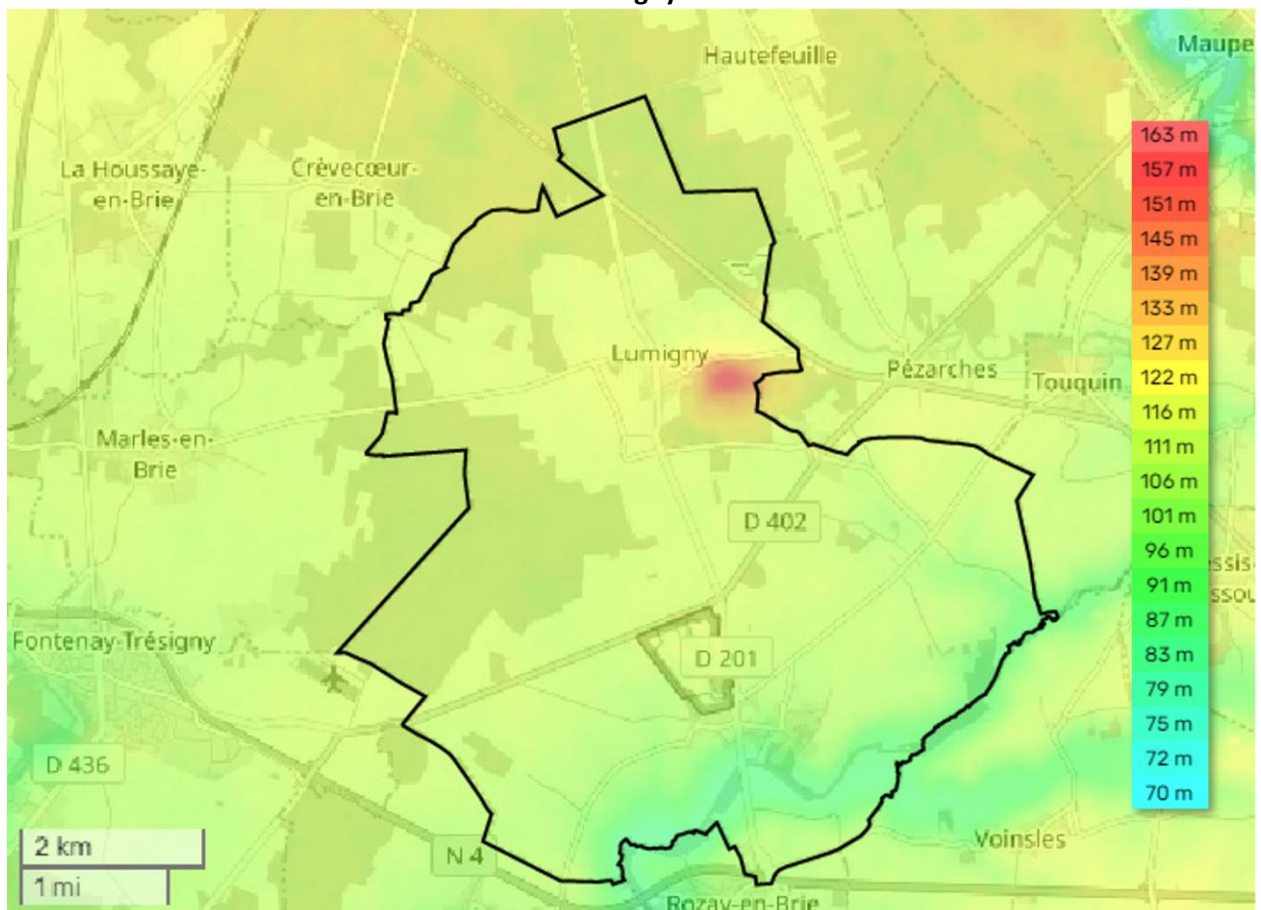 Hautefeuille
Maupe
La Houssaye-
en-Brie
Crèvecœur-
en-Brie
163 m
157 m
151 m
145 m
139 m
133 m
127 m
122 m
116 m
111 m
106 m
101 m
96 m
91 m
87 m
83 m
79 m
75 m
72 m
70 m
Lumigny
Pézarches
Touquin
Marles-en-
Brie
D 402
essis-
ssou
Fontenay-Trésigny
D 201
D 436
Voinsles
2 km
1 mi
N 4
Rozay-en-Brie